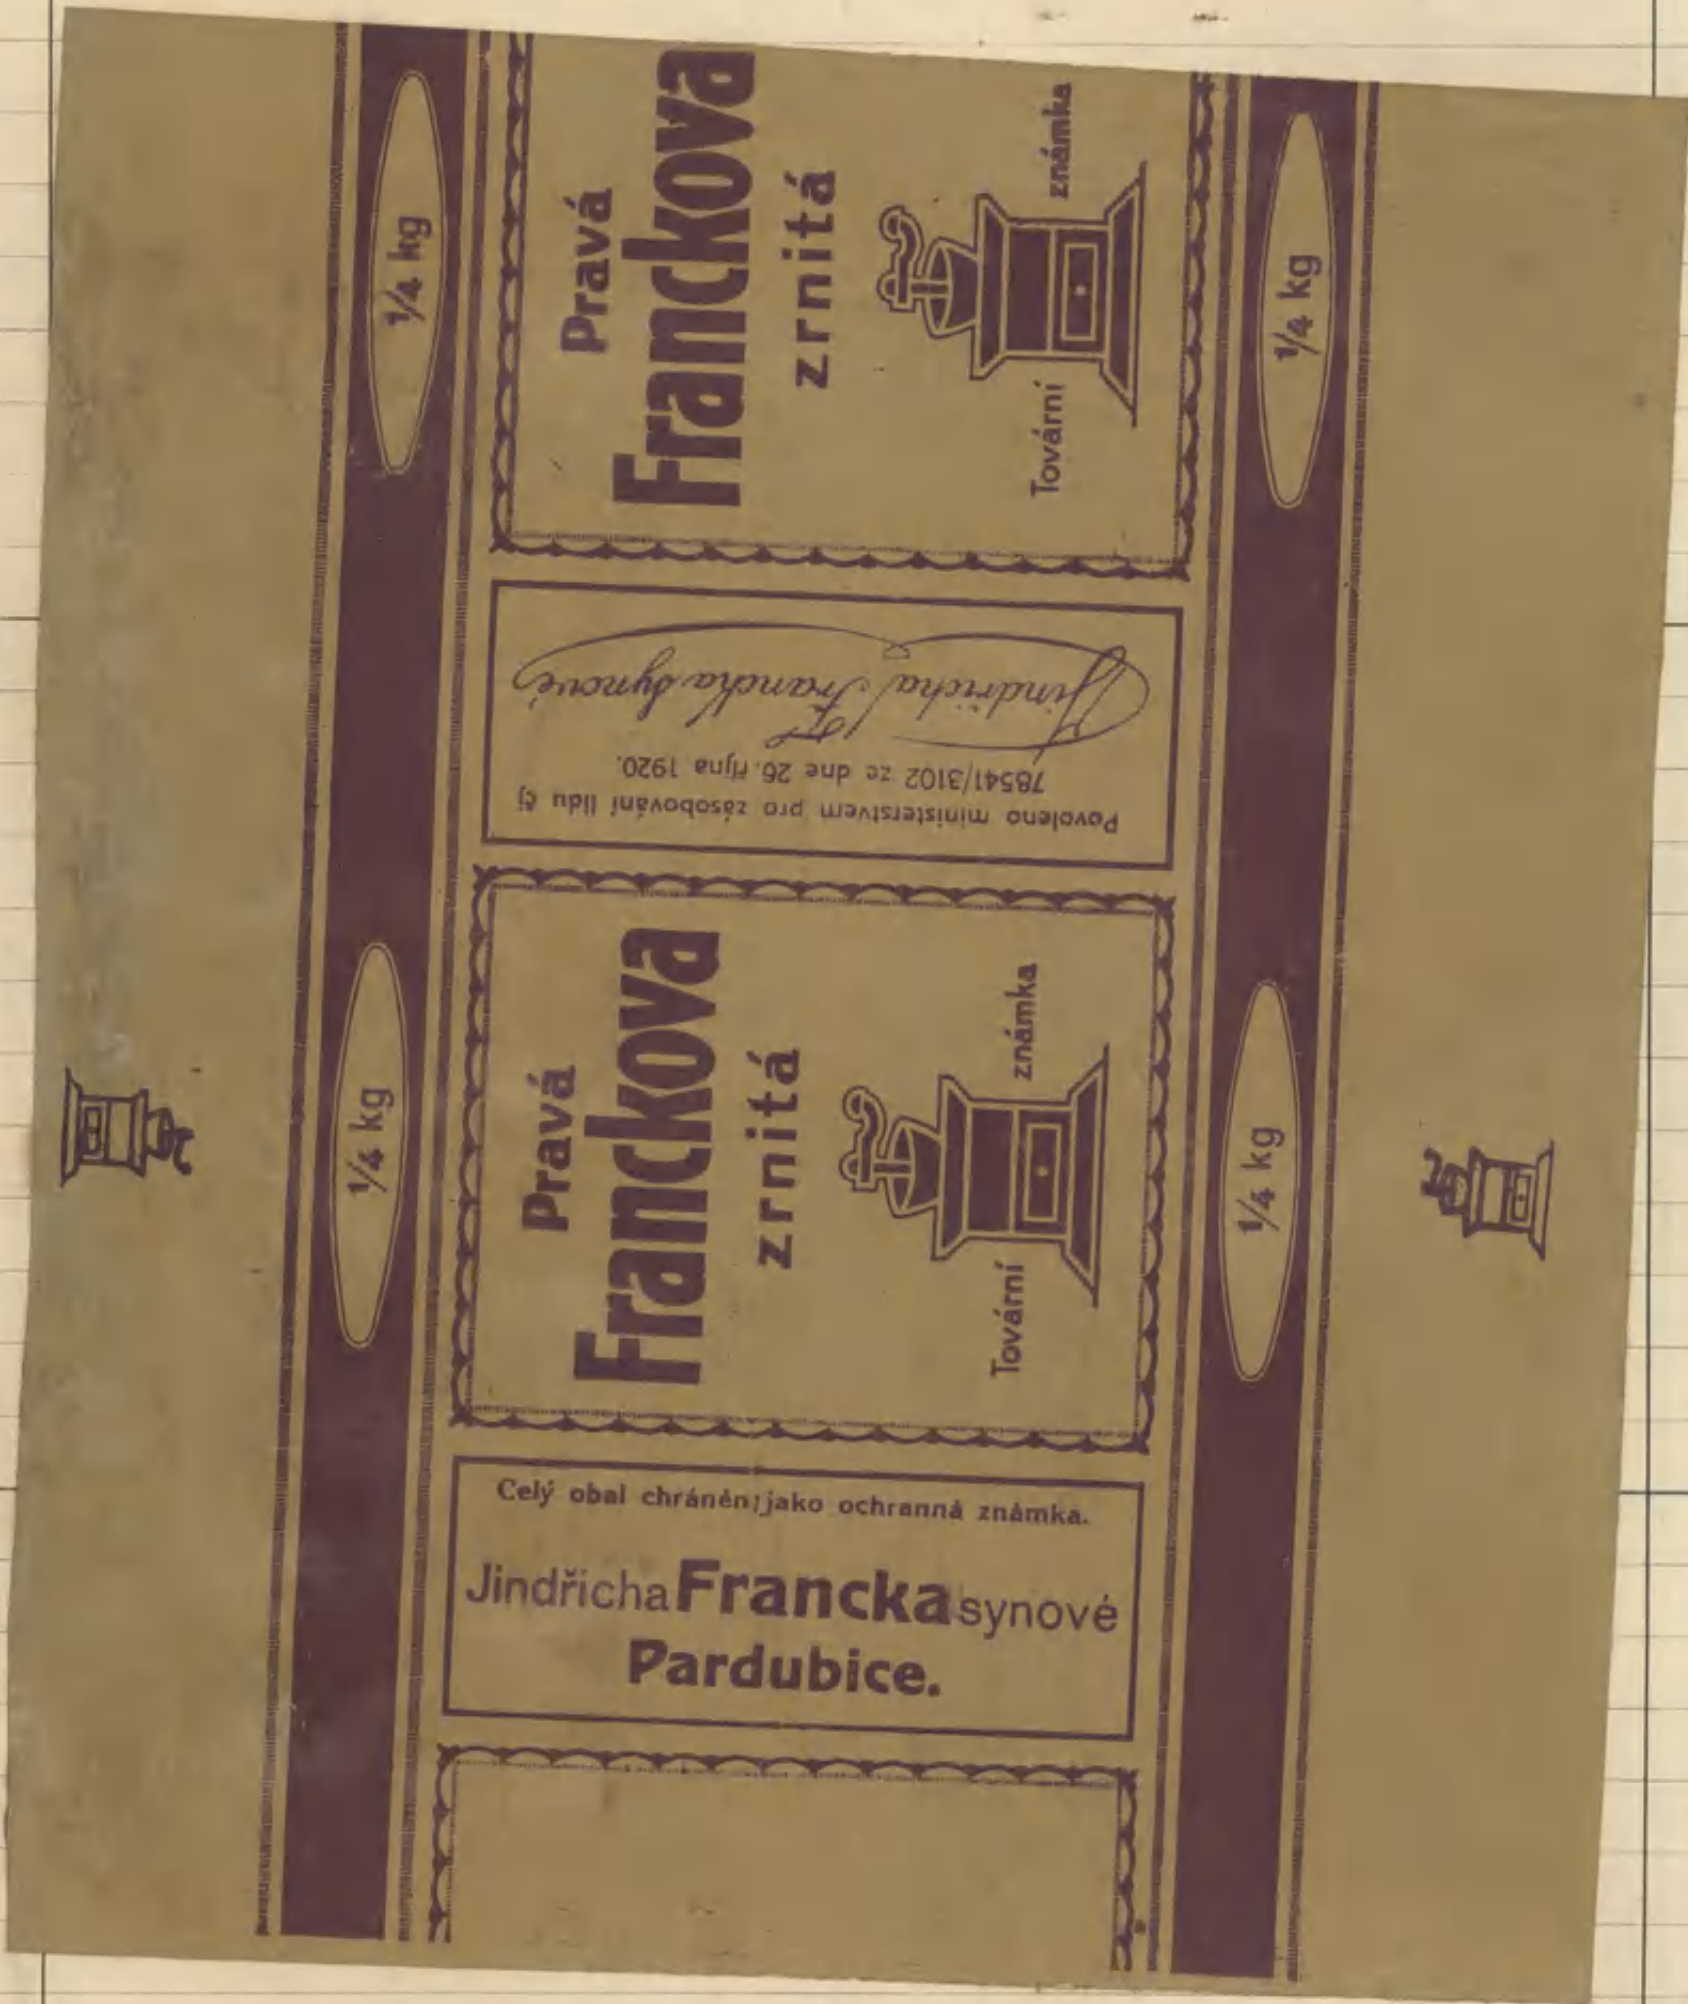 Pravá
Franckova
zrnitá
Tovární známka
1/4 kg
1/4 kg
Povoleno ministerstvem pro zásobování lidu čj
78541/3102 ze dne 26. října 1920.
Jindřicha Francka Synové
Pravá
Franckova
zrnitá
Tovární známka
1/4 kg
1/4 kg
Celý obal chráněn jako ochranná známka.
Jindřicha Francka synové
Pardubice.